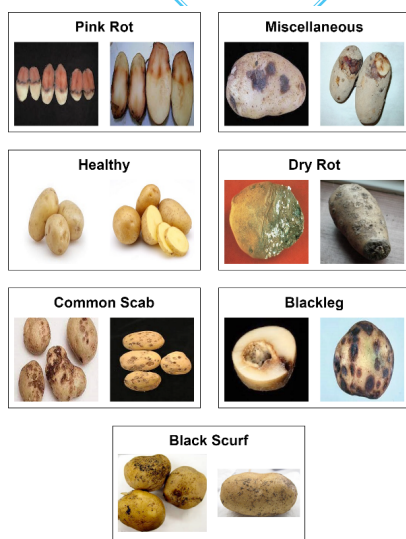 Pink Rot
Miscellaneous
Healthy
Dry Rot
Common Scab
Blackleg
Black Scurf